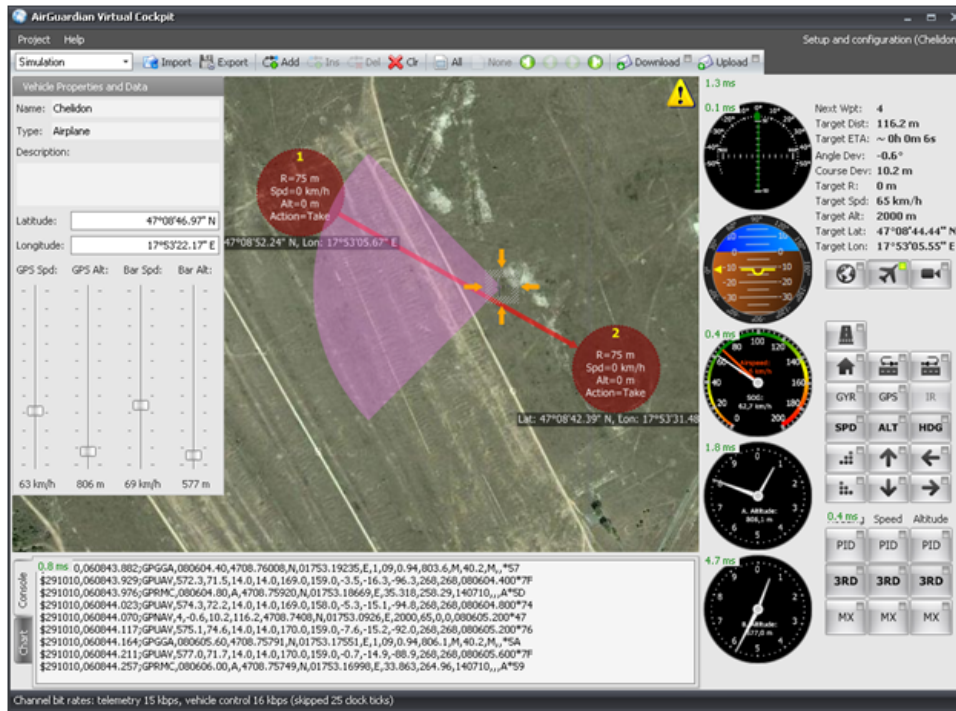 AirGuardian Virtual Cockpit
Project Help
Setup and configuration (Chelidon
Simulation Import Export Add Ins Del Clr All None Download Upload
Vehicle Properties and Data
Name: Chelidon
Type: Airplane
Description:
Latitude: 47°08'46.97" N
Longitude: 17°53'22.17" E
GPS Spd: GPS Alt: Bar Spd: Bar Alt:
63 km/h 806 m 69 km/h 577 m
1
R=75 m
Spd=0 km/h
Alt=0 m
Action=Take
47°08'52.24" N, Lon: 17°53'05.67" E
2
R=75 m
Spd=0 km/h
Alt=0 m
Action=Take
Lat: 47°08'42.39" N, Lon: 17°53'31.48
1.3 ms
0.1 ms
0.4 ms
Airspeed:
SOG:
62,7 km/h
1.8 ms
A. Altitude:
806,1 m
4.7 ms
577,0 m
Next Wpt: 4
Target Dist: 116.2 m
Target ETA: ~ 0h 0m 6s
Angle Dev: -0.6°
Course Dev: 10.2 m
Target R: 0 m
Target Spd: 65 km/h
Target Alt: 2000 m
Target Lat: 47°08'44.44" N
Target Lon: 17°53'05.55" E
GYR GPS IR
SPD ALT HDG
0.4 ms Speed Altitude
PID PID PID
3RD 3RD 3RD
MX MX MX
Console
Chart
0.8 ms 0,060843.882;GPGGA,080604.40,4708.76008,N,01753.19235,E,1,09,0.94,803.6,M,40.2,M,,*57
$291010,060843.929;GPUAV,572.3,71.5,14.0,14.0,169.0,159.0,-3.5,-16.3,-96.3,268,268,080604.400*7F
$291010,060843.976;GPRMC,080604.80,A,4708.75920,N,01753.18669,E,35.318,258.29,140710,,,A*5D
$291010,060844.023;GPUAV,574.3,72.2,14.0,14.0,169.0,158.0,-5.3,-15.1,-94.8,268,268,080604.800*74
$291010,060844.070;GPNAV,4,-0.6,10.2,116.2,4708.7408,N,01753.0926,E,2000,65,0,0,080605.200*47
$291010,060844.117;GPUAV,575.1,74.6,14.0,14.0,170.0,159.0,-7.6,-15.2,-92.0,268,268,080605.200*76
$291010,060844.164;GPGGA,080605.60,4708.75791,N,01753.17551,E,1,09,0.94,806.1,M,40.2,M,,*5A
$291010,060844.211;GPUAV,577.0,71.7,14.0,14.0,170.0,159.0,-0.7,-14.9,-88.9,268,268,080605.600*7F
$291010,060844.257;GPRMC,080606.00,A,4708.75749,N,01753.16998,E,33.863,264.96,140710,,,A*59
Channel bit rates: telemetry 15 kbps, vehicle control 16 kbps (skipped 25 clock ticks)